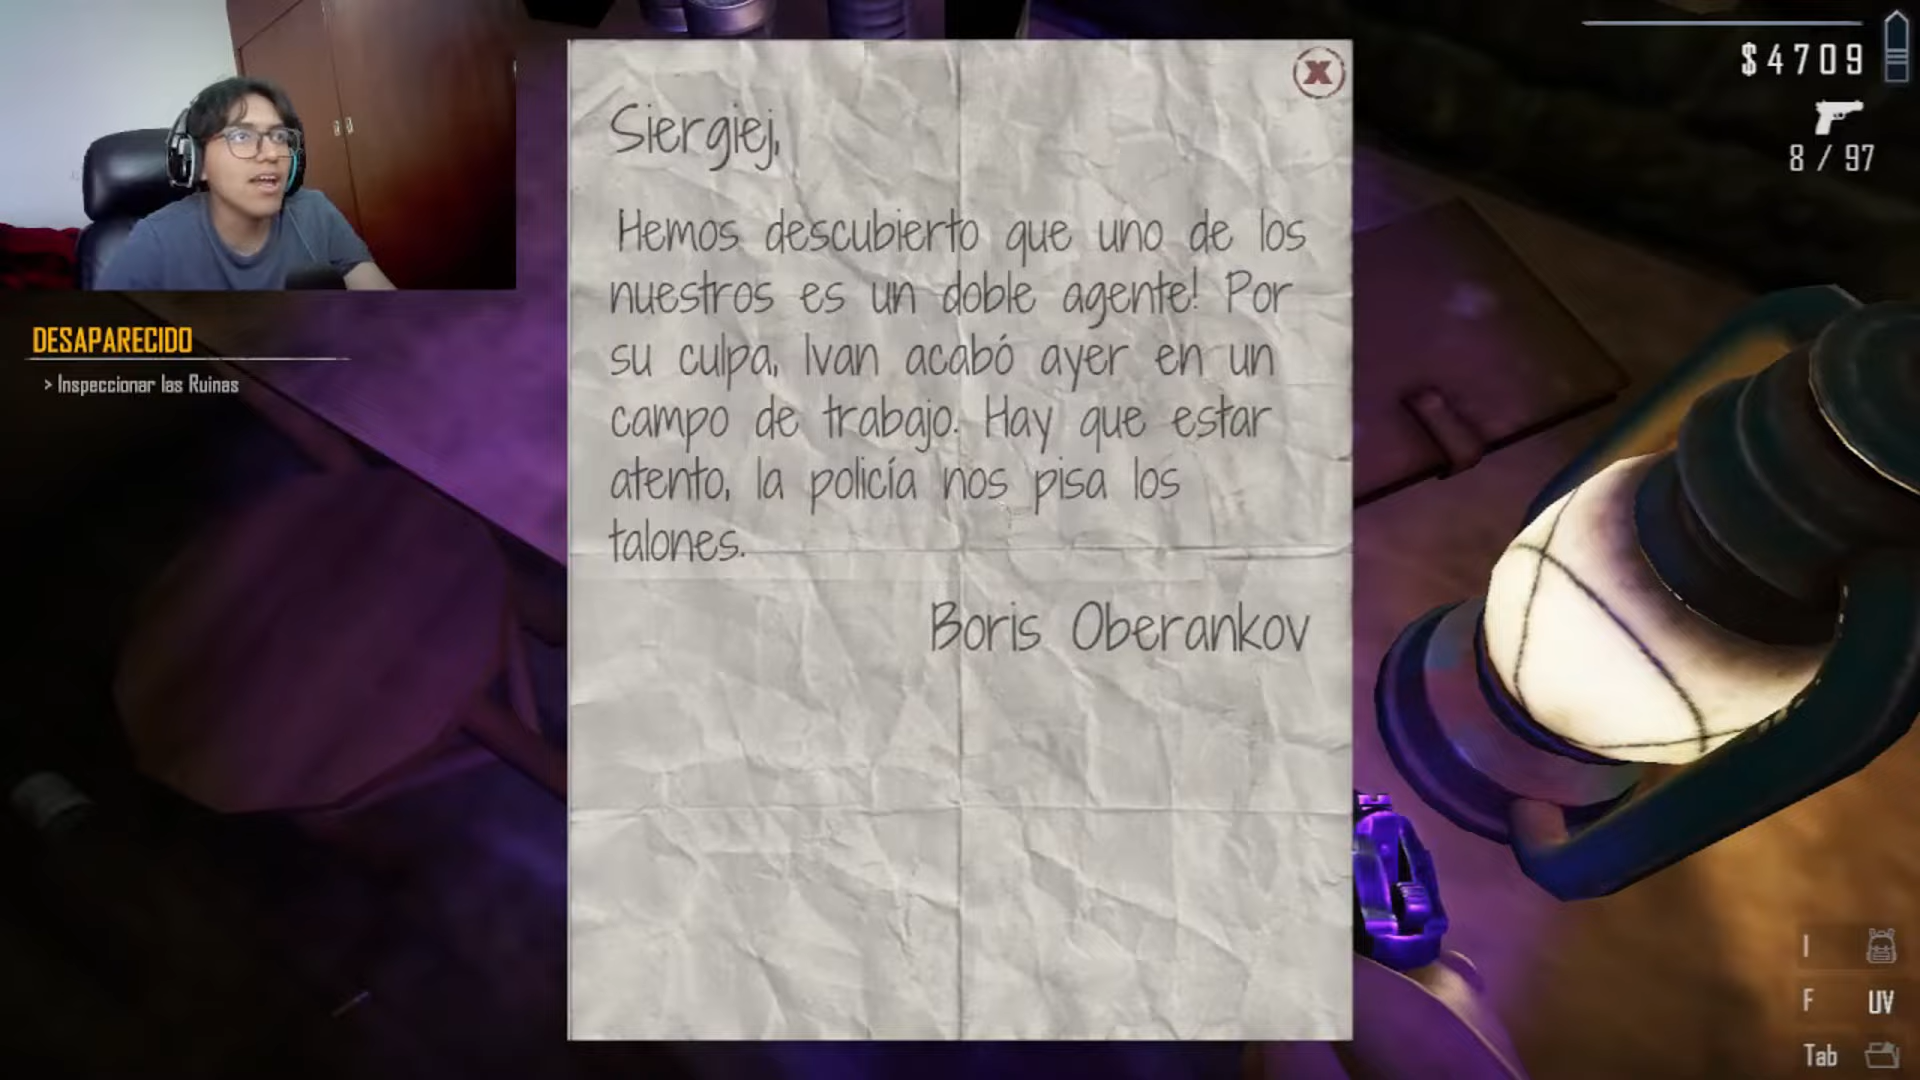 $4709
8 / 97
DESAPARECIDO
> Inspeccionar las Ruinas
X
Siergiej,
Hemos descubierto que uno de los
nuestros es un doble agente! Por
su culpa, Ivan acabó ayer en un
campo de trabajo. Hay que estar
atento, la policía nos pisa los
talones.
Boris Oberankov
I
F UV
Tab